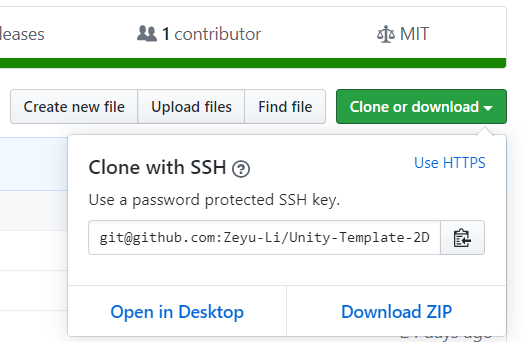 leases 1 contributor MIT
Create new file Upload files Find file Clone or download
Clone with SSH Use HTTPS
Use a password protected SSH key.
git@github.com:Zeyu-Li/Unity-Template-2D
Open in Desktop Download ZIP
24 days ago